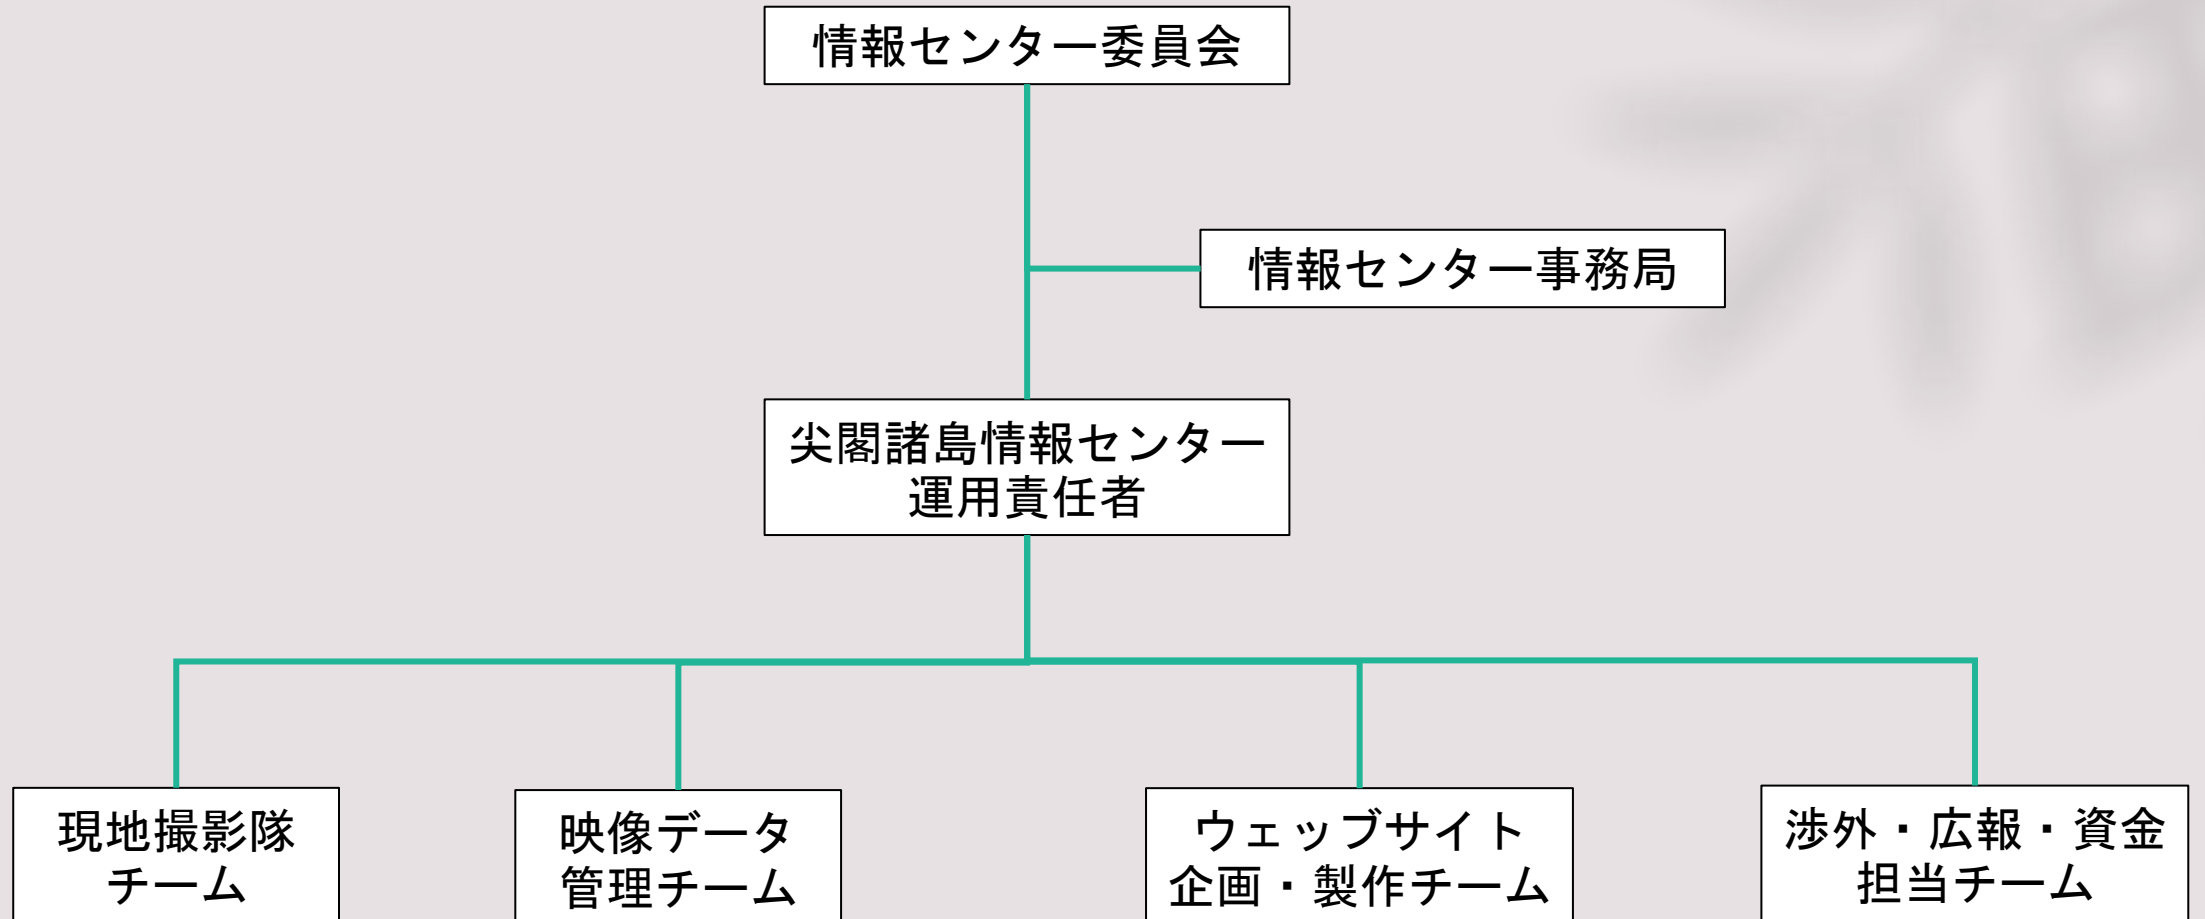 情報センター委員会
情報センター事務局
尖閣諸島情報センター
運用責任者
現地撮影隊
チーム
映像データ
管理チーム
ウェッブサイト
企画・製作チーム
渉外・広報・資金
担当チーム